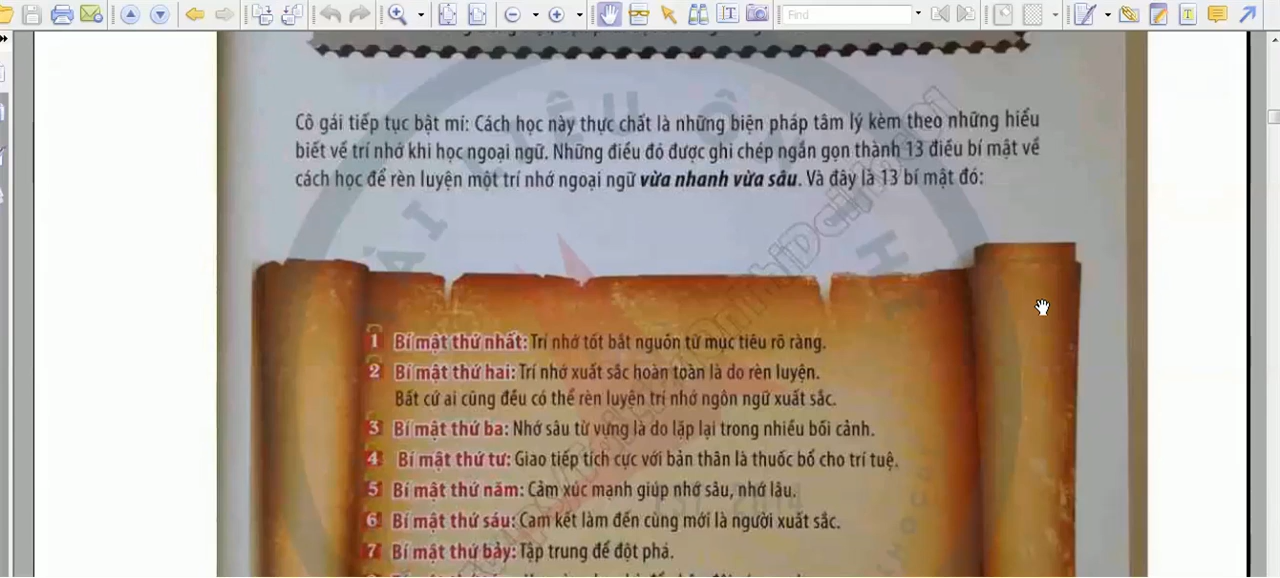 Find
Cô gái tiếp tục bật mí: Cách học này thực chất là những biện pháp tâm lý kèm theo những hiểu
biết về trí nhớ khi học ngoại ngữ. Những điều đó được ghi chép ngắn gọn thành 13 điều bí mật về
cách học để rèn luyện một trí nhớ ngoại ngữ vừa nhanh vừa sâu. Và đây là 13 bí mật đó:
1 Bí mật thứ nhất: Trí nhớ tốt bắt nguồn từ mục tiêu rõ ràng.
2 Bí mật thứ hai: Trí nhớ xuất sắc hoàn toàn là do rèn luyện.
Bất cứ ai cũng đều có thể rèn luyện trí nhớ ngôn ngữ xuất sắc.
3 Bí mật thứ ba: Nhớ sâu từ vựng là do lặp lại trong nhiều bối cảnh.
4 Bí mật thứ tư: Giao tiếp tích cực với bản thân là thuốc bổ cho trí tuệ.
5 Bí mật thứ năm: Cảm xúc mạnh giúp nhớ sâu, nhớ lâu.
6 Bí mật thứ sáu: Cam kết làm đến cùng mới là người xuất sắc.
7 Bí mật thứ bảy: Tập trung để đột phá.